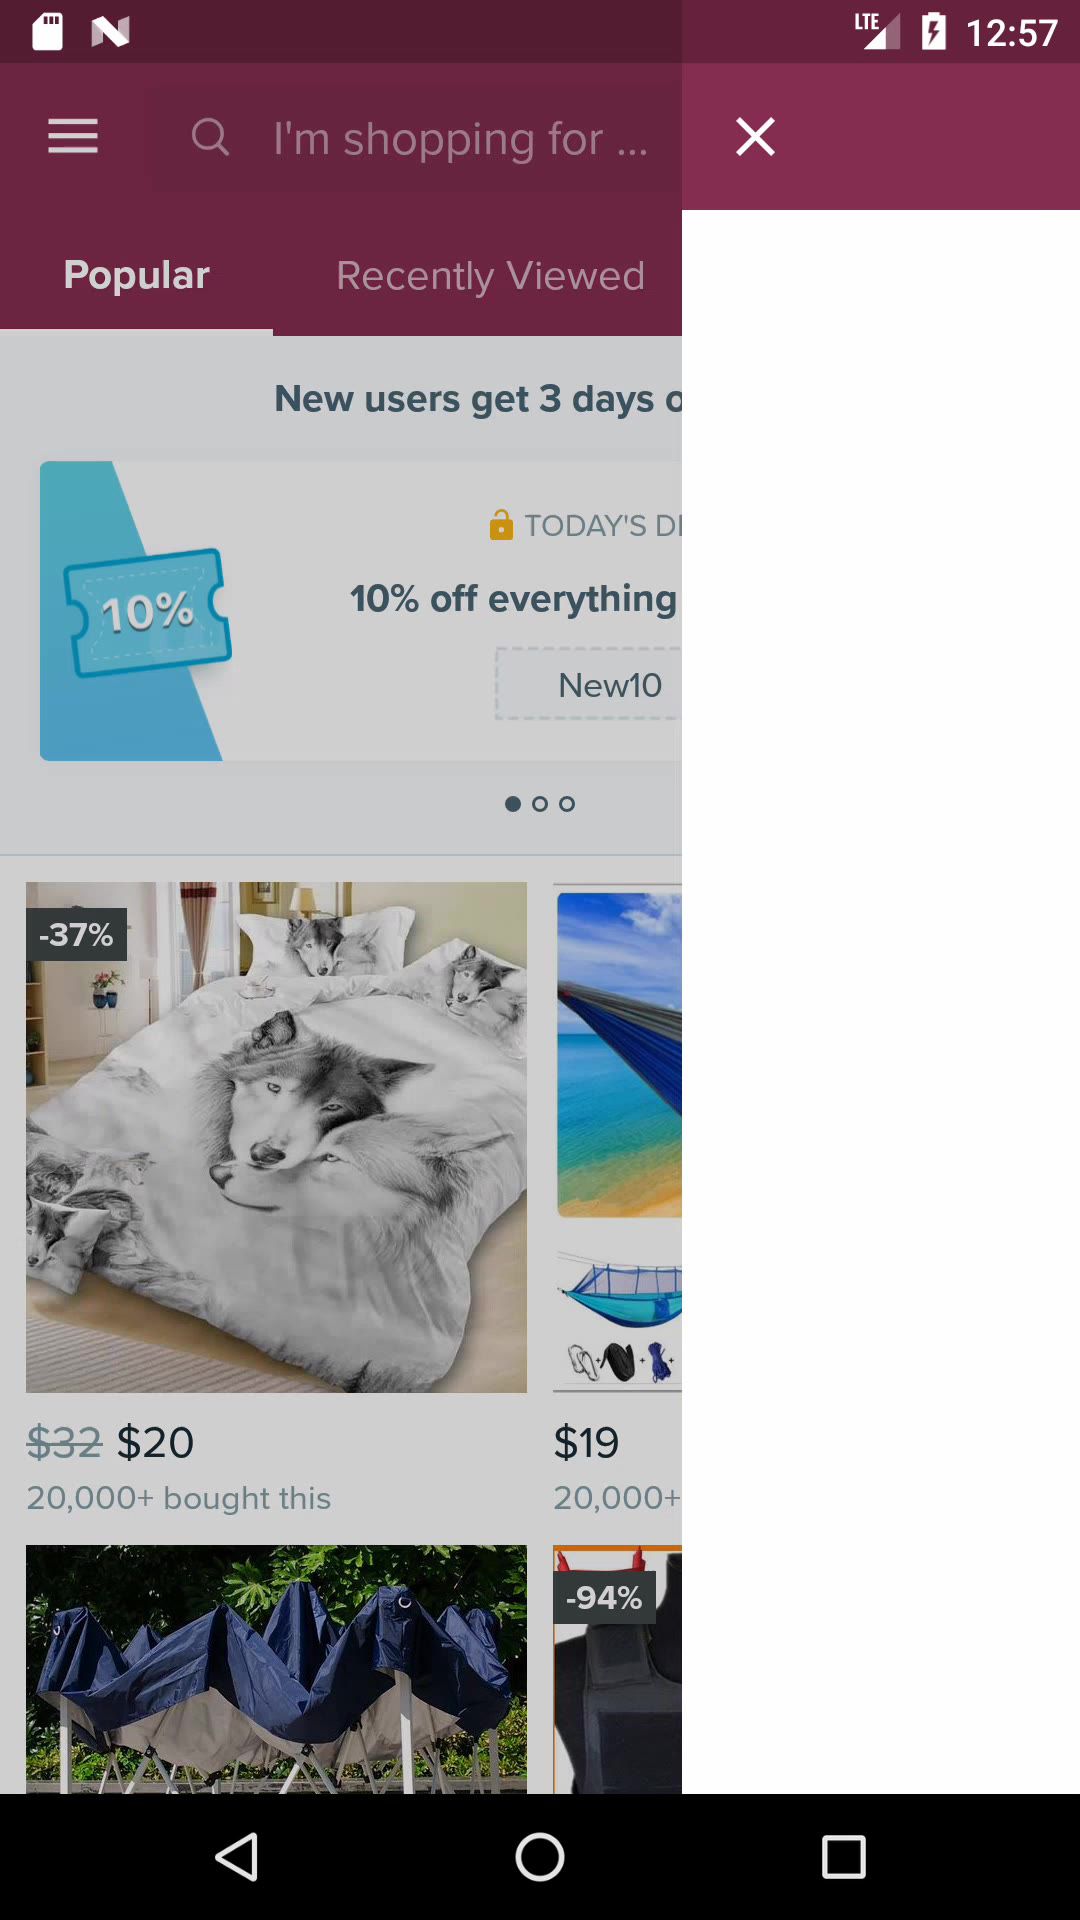 LTE 12:57
I'm shopping for ...
Popular Recently Viewed
New users get 3 days
TODAY'S
10% off everything
10%
New10
-37%
$32 $20
20,000+ bought this
$19
20,000+
-94%